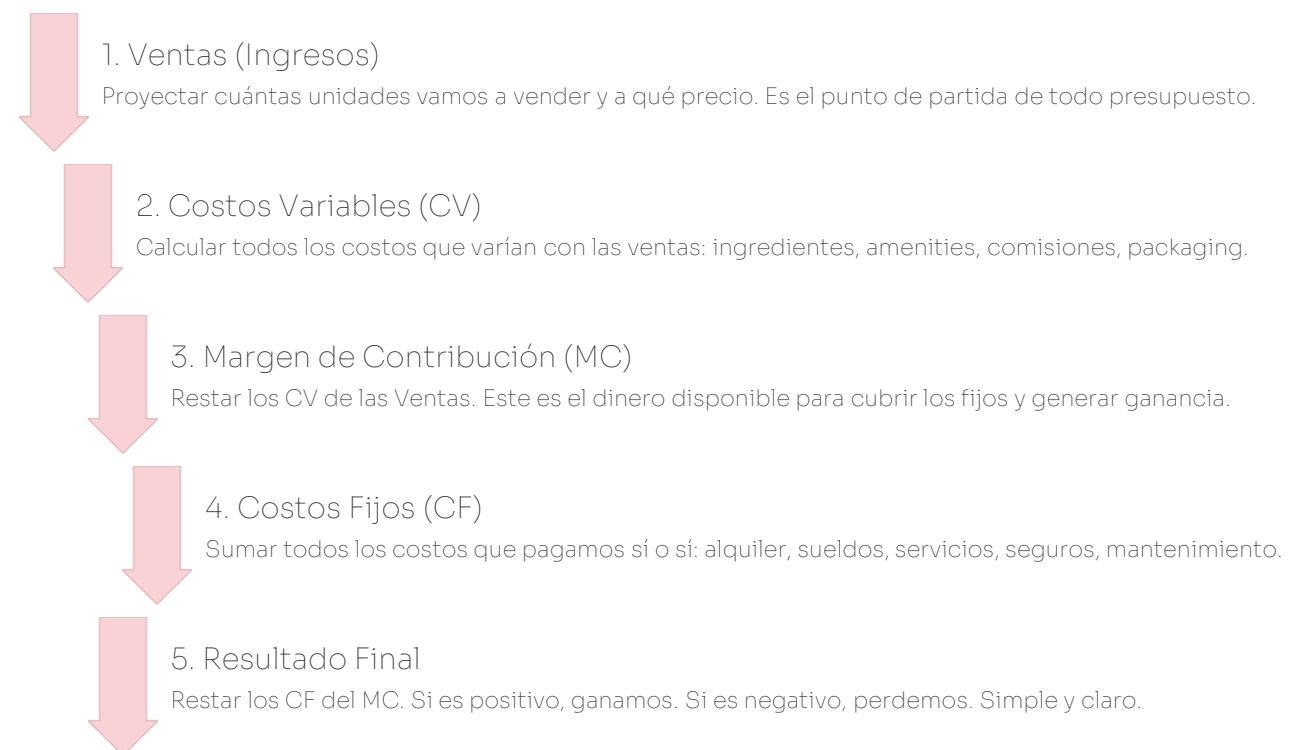 1. Ventas (Ingresos)
Proyectar cuántas unidades vamos a vender y a qué precio. Es el punto de partida de todo presupuesto.
2. Costos Variables (CV)
Calcular todos los costos que varían con las ventas: ingredientes, amenities, comisiones, packaging.
3. Margen de Contribución (MC)
Restar los CV de las Ventas. Este es el dinero disponible para cubrir los fijos y generar ganancia.
4. Costos Fijos (CF)
Sumar todos los costos que pagamos sí o sí: alquiler, sueldos, servicios, seguros, mantenimiento.
5. Resultado Final
Restar los CF del MC. Si es positivo, ganamos. Si es negativo, perdemos. Simple y claro.